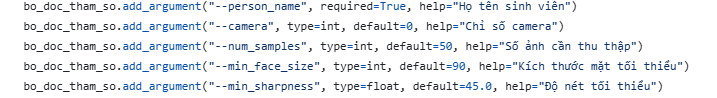 bo_doc_tham_so.add_argument("--person_name", required=True, help="Họ tên sinh viên")
bo_doc_tham_so.add_argument("--camera", type=int, default=0, help="Chỉ số camera")
bo_doc_tham_so.add_argument("--num_samples", type=int, default=50, help="Số ảnh cần thu thập")
bo_doc_tham_so.add_argument("--min_face_size", type=int, default=90, help="Kích thước mặt tối thiểu")
bo_doc_tham_so.add_argument("--min_sharpness", type=float, default=45.0, help="Độ nét tối thiểu")